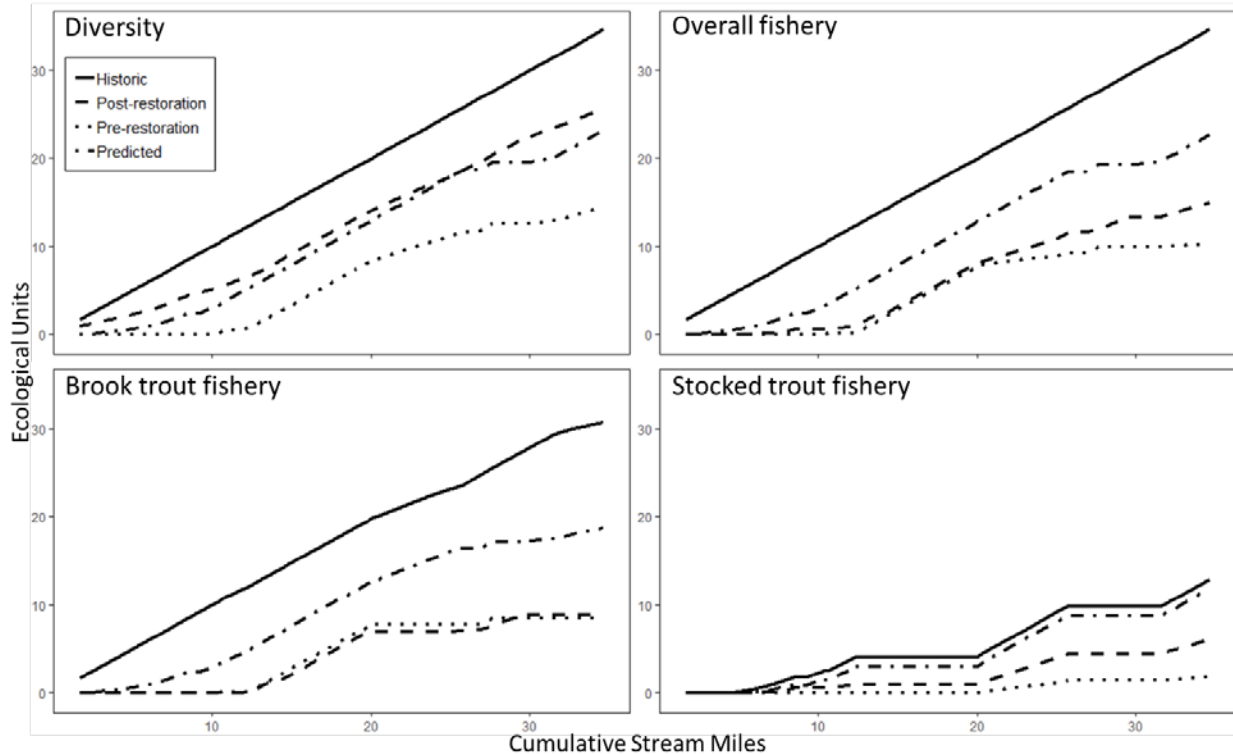 Diversity
Historic
Post-restoration
Pre-restoration
Predicted
30
20
10
0
Overall fishery
30
20
10
0
Brook trout fishery
30
20
10
0
10
20
30
Stocked trout fishery
30
20
10
0
10
20
30
Ecological Units
Cumulative Stream Miles